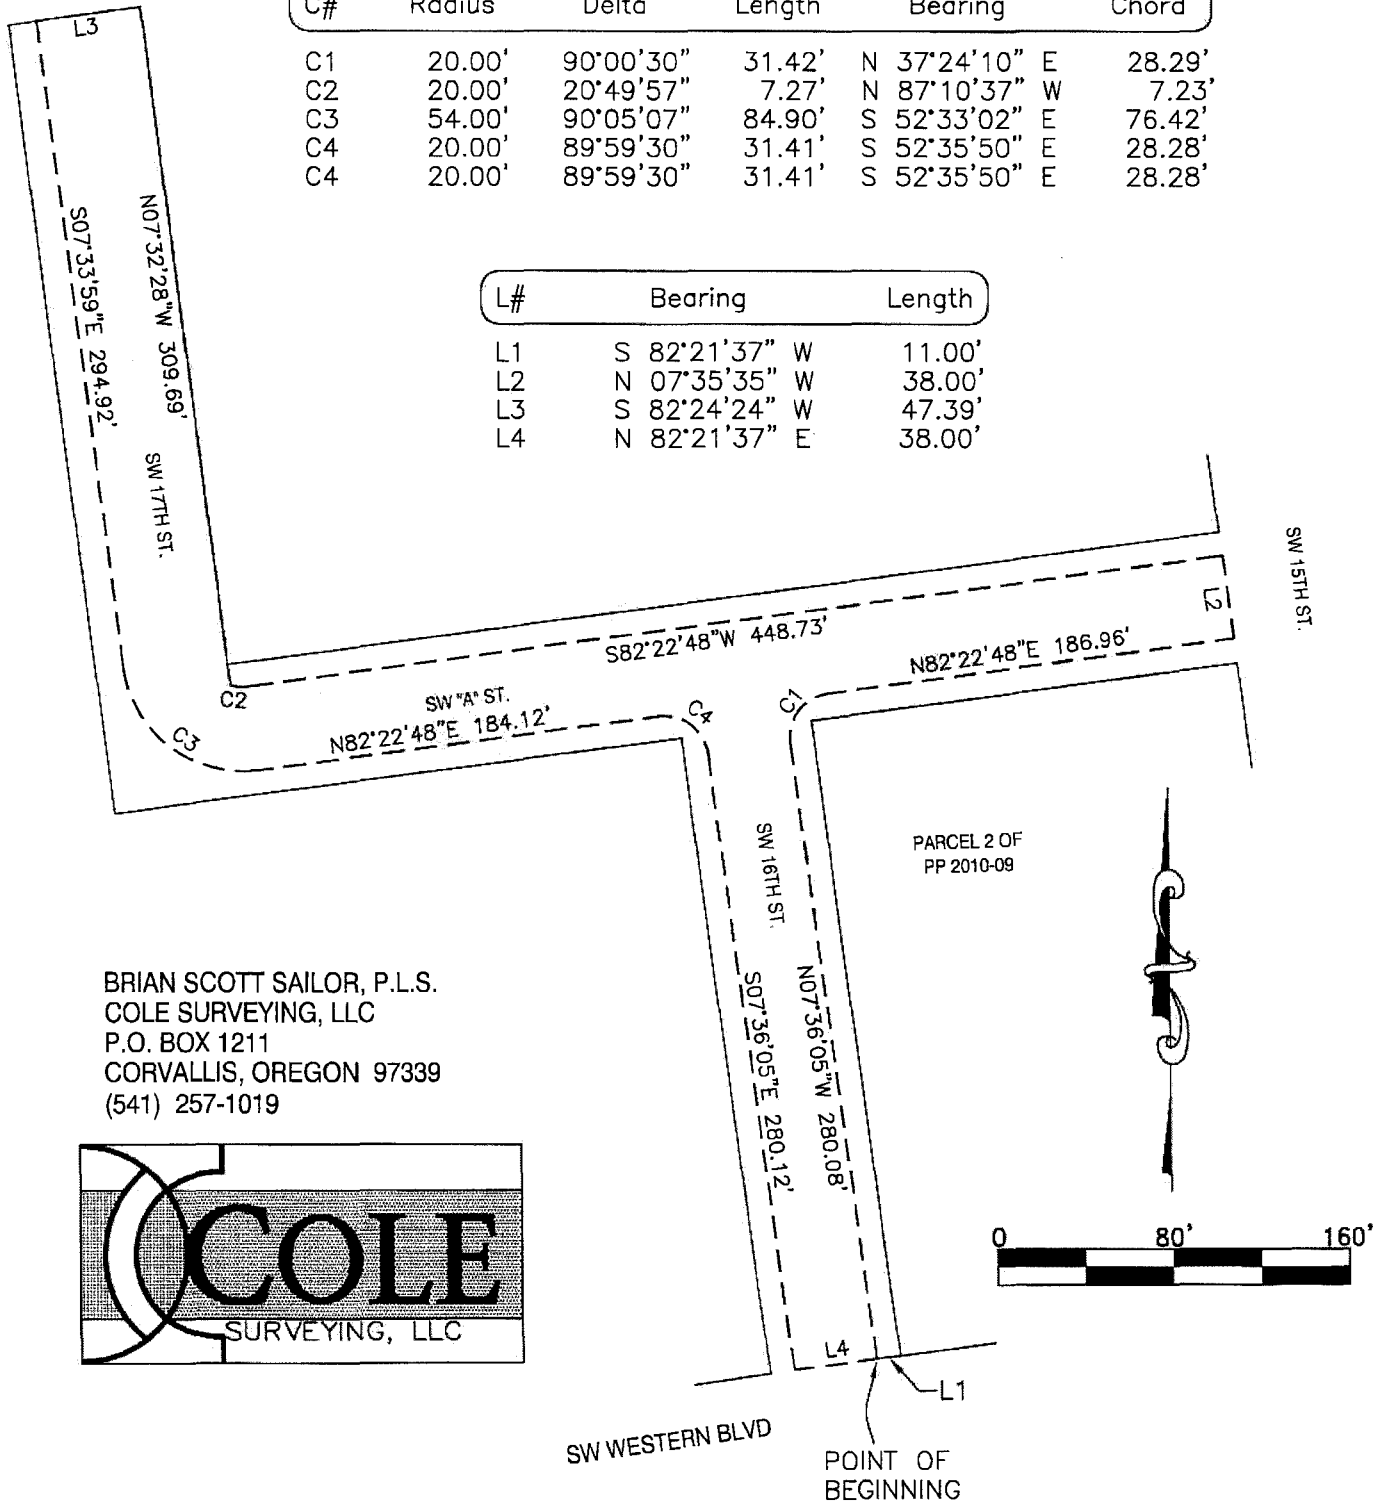 C# Radius Delta Length Bearing Chord
C1 20.00' 90°00'30" 31.42' N 37°24'10" E 28.29'
C2 20.00' 20°49'57" 7.27' N 87°10'37" W 7.23'
C3 54.00' 90°05'07" 84.90' S 52°33'02" E 76.42'
C4 20.00' 89°59'30" 31.41' S 52°35'50" E 28.28'
C4 20.00' 89°59'30" 31.41' S 52°35'50" E 28.28'
L3
N07°32'28"W 309.69'
S07°33'59"E 294.92'
SW 17TH ST.
L# Bearing Length
L1 S 82°21'37" W 11.00'
L2 N 07°35'35" W 38.00'
L3 S 82°24'24" W 47.39'
L4 N 82°21'37" E 38.00'
SW 15TH ST.
L2
S82°22'48"W 448.73'
N82°22'48"E 186.96'
C2
SW "A" ST.
N82°22'48"E 184.12'
C4
C1
C3
SW 16TH ST.
PARCEL 2 OF
PP 2010-09
S07°36'05"E 280.12'
N07°36'05"W 280.08'
BRIAN SCOTT SAILOR, P.L.S.
COLE SURVEYING, LLC
P.O. BOX 1211
CORVALLIS, OREGON 97339
(541) 257-1019
COLE
SURVEYING, LLC
0 80' 160'
L4
L1
SW WESTERN BLVD
POINT OF
BEGINNING